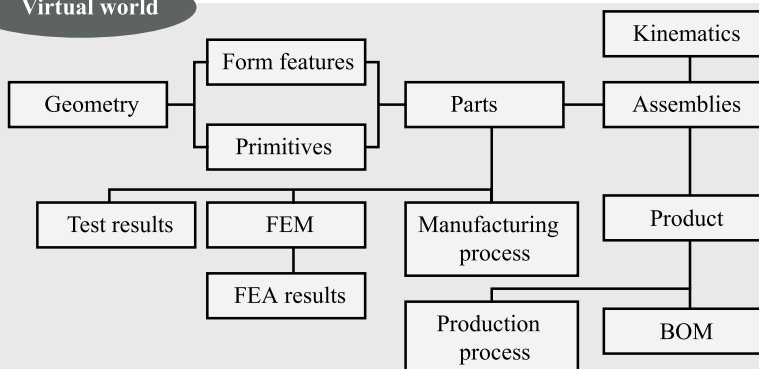 Virtual world
Kinematics
Form features
Geometry
Parts
Assemblies
Primitives
Test results
FEM
Manufacturing
process
Product
FEA results
Production
process
BOM